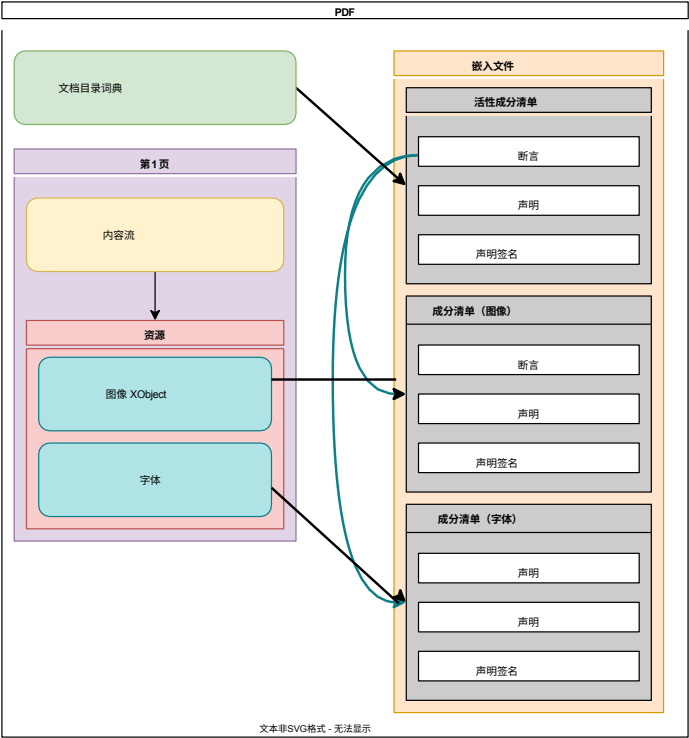 PDF
文档目录词典
第1页
内容流
资源
图像 XObject
字体
嵌入文件
活性成分清单
断言
声明
声明签名
成分清单（图像）
断言
声明
声明签名
成分清单（字体）
声明
声明
声明签名
文本非SVG格式 - 无法显示